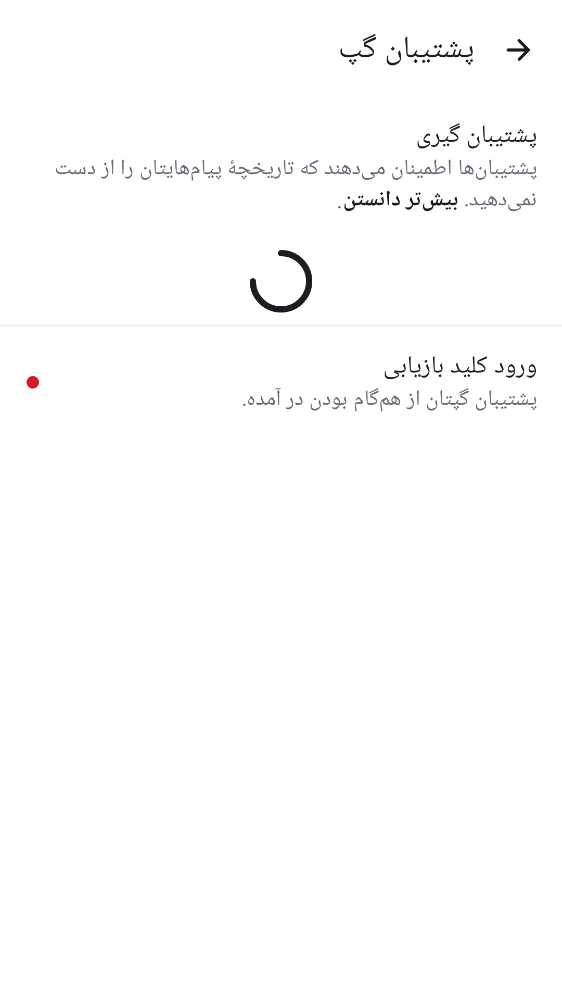 پشتیبان گپ
پشتیبان گیری
پشتیبان‌ها اطمینان می‌دهند که تاریخچهٔ پیام‌هایتان را از دست
نمی‌دهید. بیش‌تر دانستن.
ورود کلید بازیابی
پشتیبان گپتان از هم‌گام بودن در آمده.